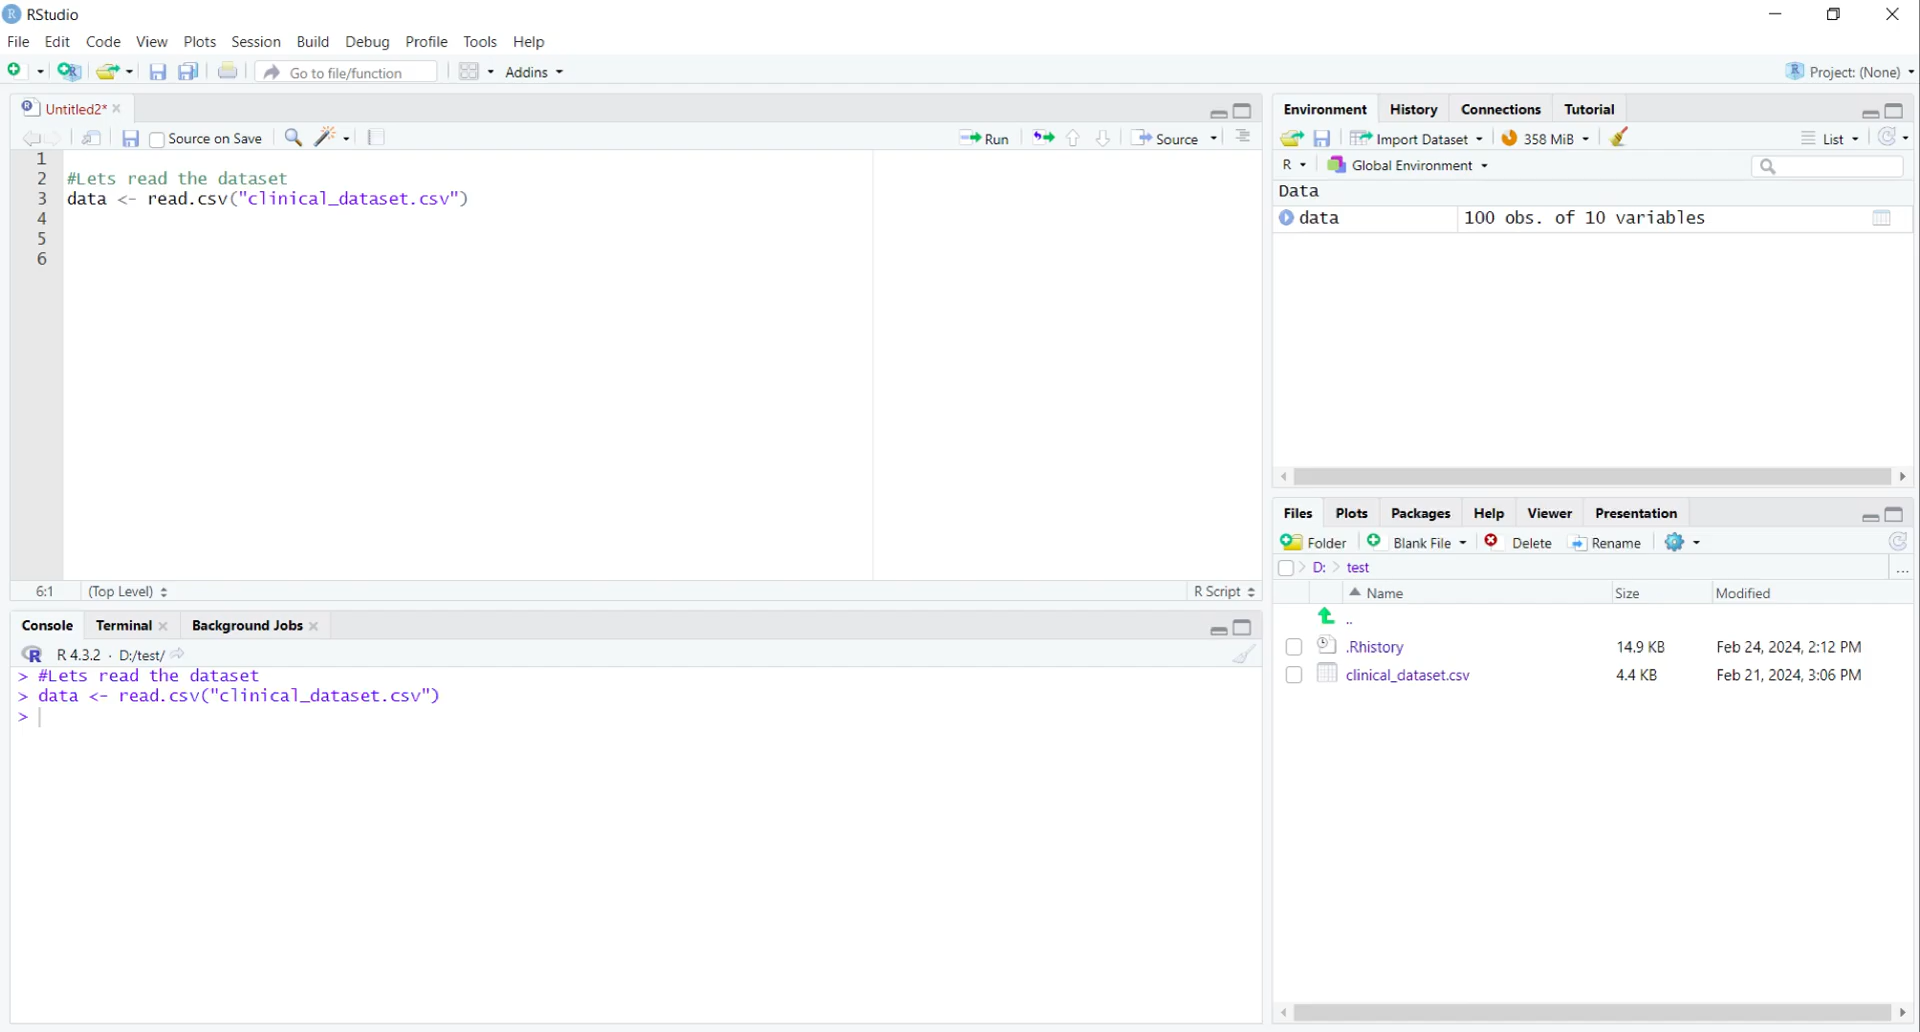 RStudio
File Edit Code View Plots Session Build Debug Profile Tools Help
Go to file/function Addins Project: (None)
Untitled2*
Source on Save Run Source
1
2 #Lets read the dataset
3 data <- read.csv("clinical_dataset.csv")
4
5
6
6:1 (Top Level) R Script
Console Terminal Background Jobs
R 4.3.2 · D:/test/
> #Lets read the dataset
> data <- read.csv("clinical_dataset.csv")
>
Environment History Connections Tutorial
Import Dataset 358 MiB List
R Global Environment
Data
data 100 obs. of 10 variables
Files Plots Packages Help Viewer Presentation
Folder Blank File Delete Rename
D: > test ...
Name Size Modified
..
.Rhistory 14.9 KB Feb 24, 2024, 2:12 PM
clinical_dataset.csv 4.4 KB Feb 21, 2024, 3:06 PM